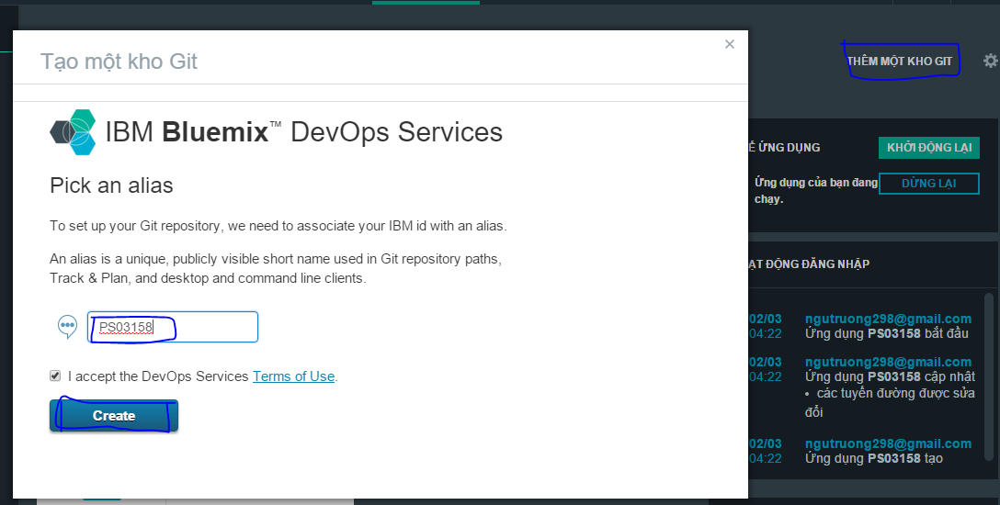 Tạo một kho Git
×
IBM Bluemix™ DevOps Services
Pick an alias
To set up your Git repository, we need to associate your IBM id with an alias.
An alias is a unique, publicly visible short name used in Git repository paths,
Track & Plan, and desktop and command line clients.
PS03158
I accept the DevOps Services Terms of Use.
Create
THÊM MỘT KHO GIT
ỨNG DỤNG
KHỞI ĐỘNG LẠI
Ứng dụng của bạn đang
chạy.
DỪNG LẠI
ĐỘNG ĐĂNG NHẬP
02/03 ngutruong298@gmail.com
04:22 Ứng dụng PS03158 bắt đầu
02/03 ngutruong298@gmail.com
04:22 Ứng dụng PS03158 cập nhật
• các tuyến đường được sửa
đổi
02/03 ngutruong298@gmail.com
04:22 Ứng dụng PS03158 tạo